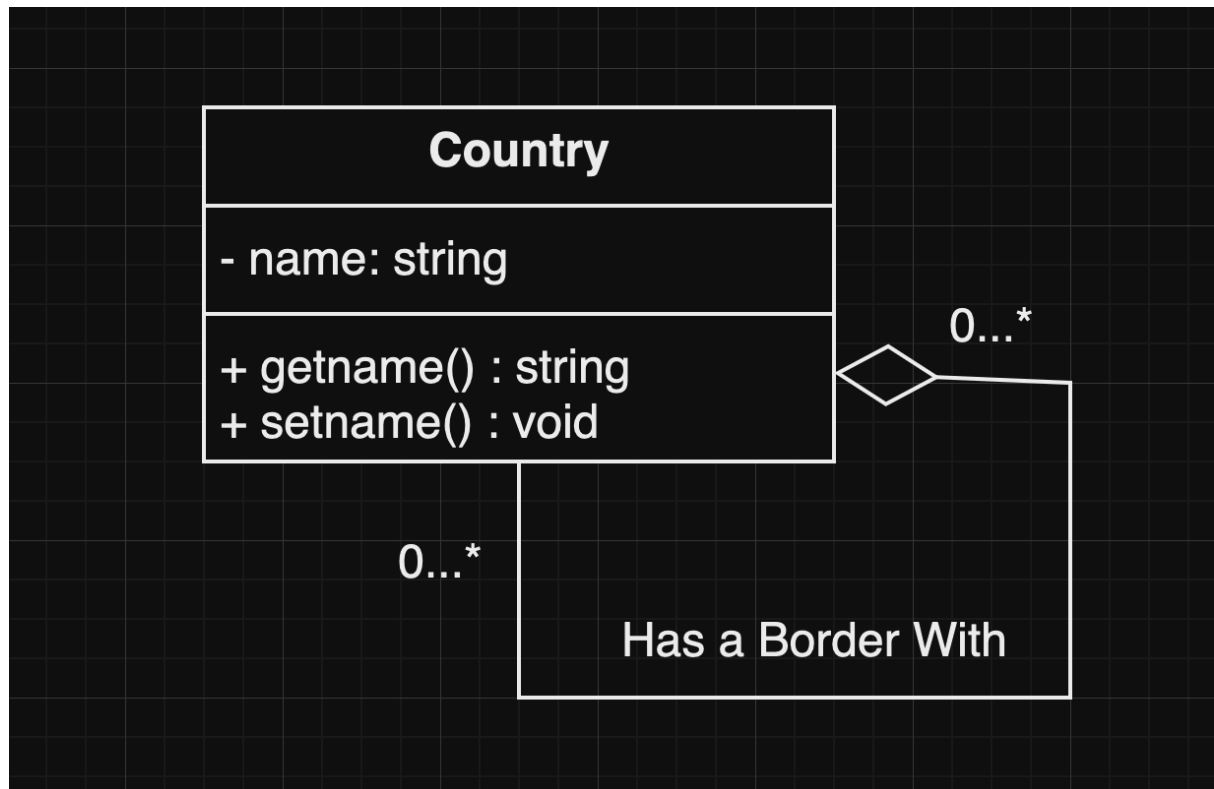 Country
- name: string
+ getname() : string
+ setname() : void
0...*
0...*
Has a Border With